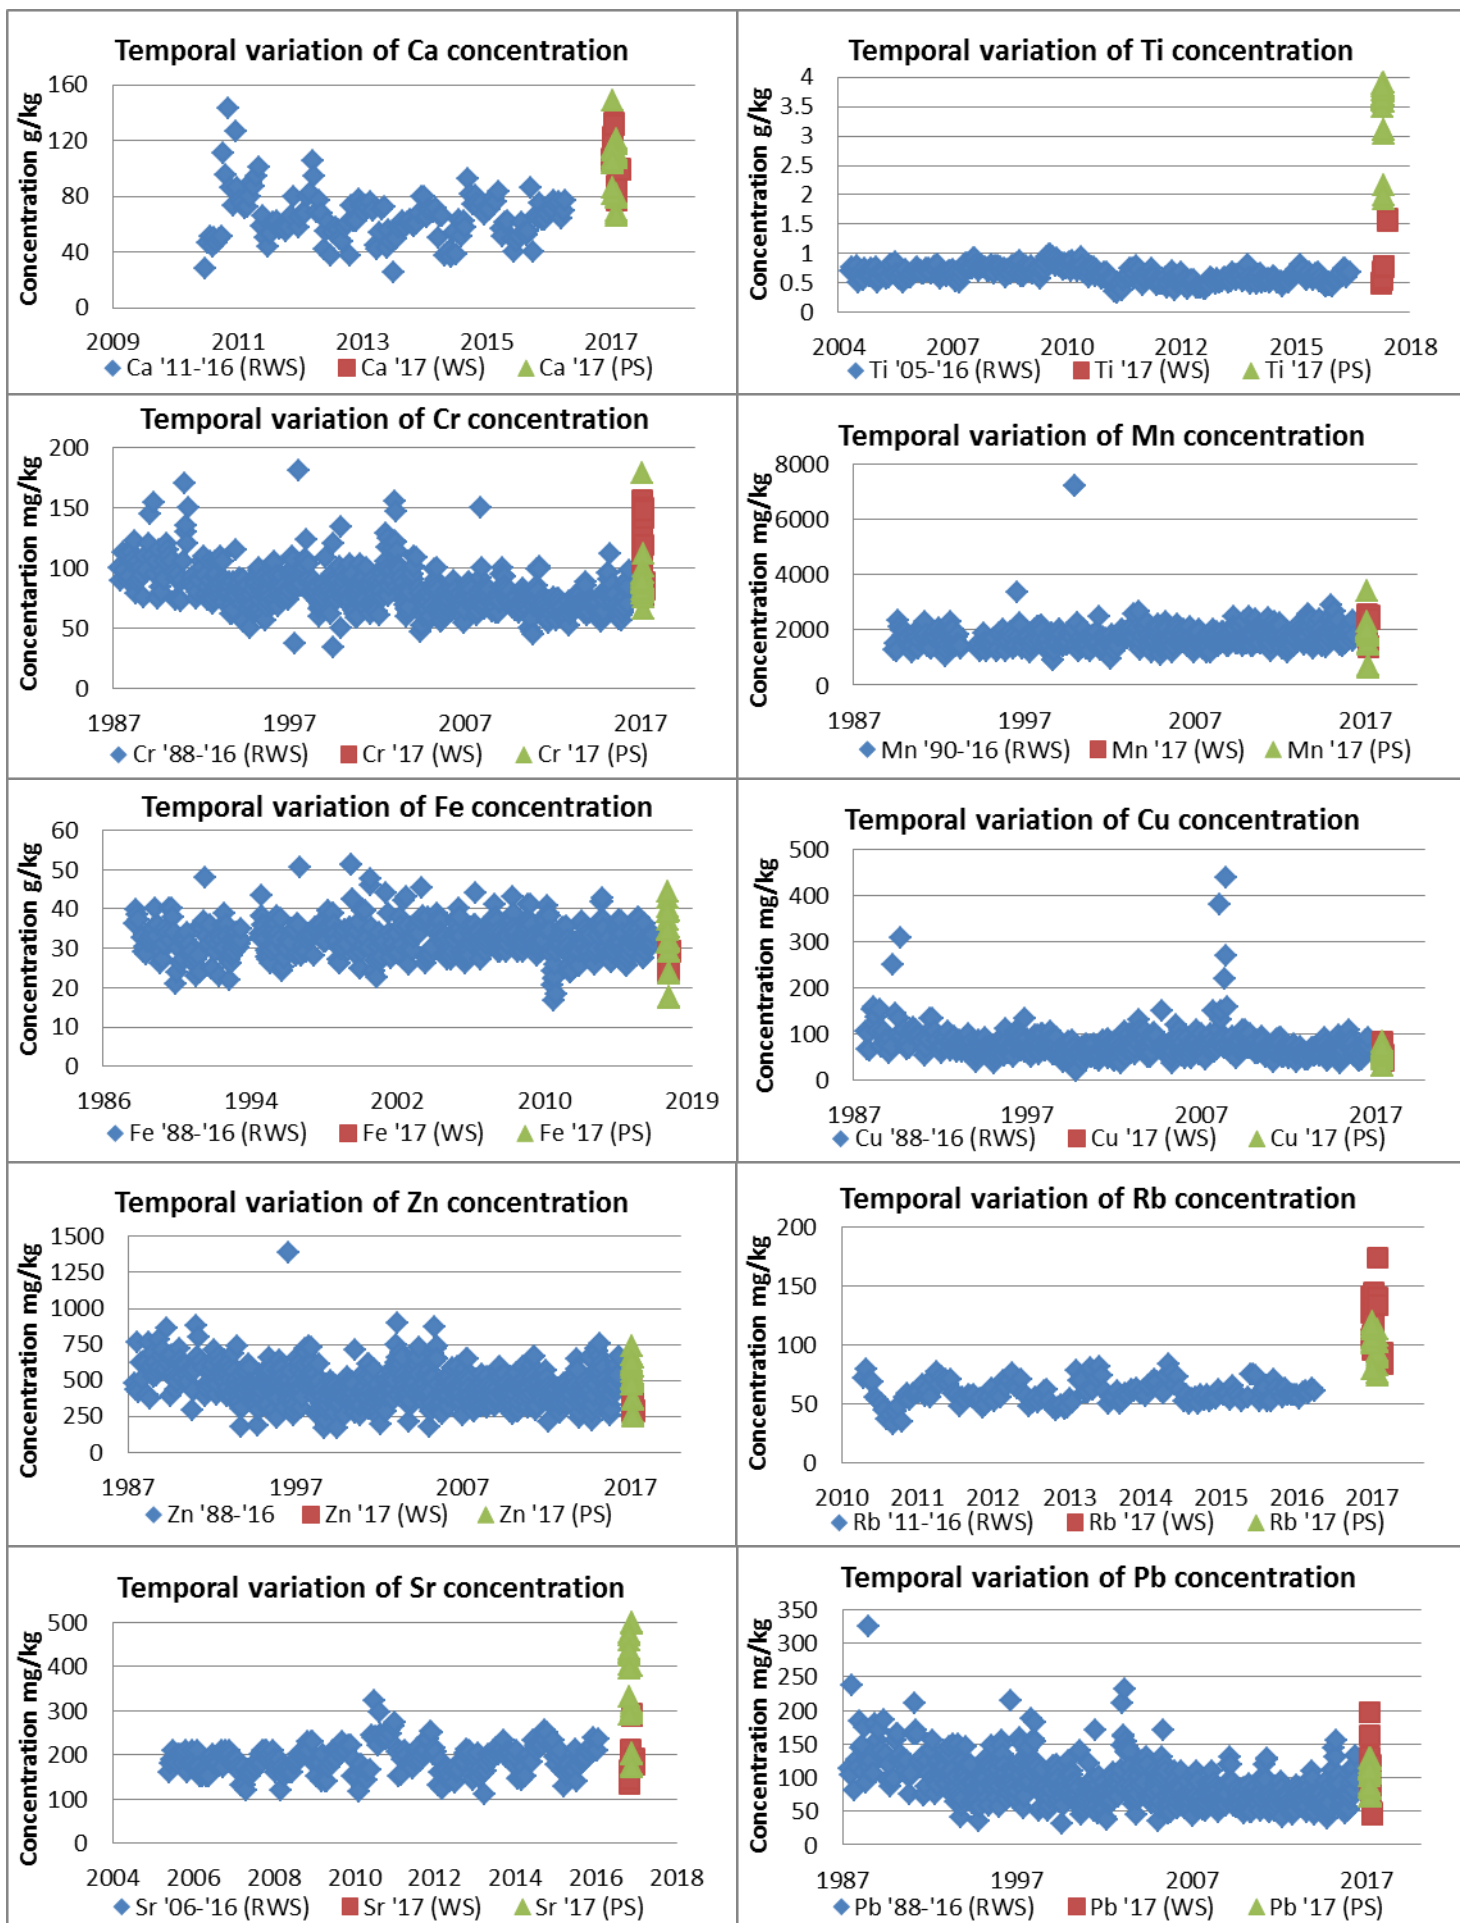 Temporal variation of Ca concentration
Concentration g/kg
160
120
80
40
0
2009 2011 2013 2015 2017
Ca '11-'16 (RWS) Ca '17 (WS) Ca '17 (PS)
Temporal variation of Ti concentration
Concentration g/kg
4
3.5
3
2.5
2
1.5
1
0.5
0
2004 2007 2010 2012 2015 2018
Ti '05-'16 (RWS) Ti '17 (WS) Ti '17 (PS)
Temporal variation of Cr concentration
Concentartion mg/kg
200
150
100
50
0
1987 1997 2007 2017
Cr '88-'16 (RWS) Cr '17 (WS) Cr '17 (PS)
Temporal variation of Mn concentration
Concentration mg/kg
8000
6000
4000
2000
0
1987 1997 2007 2017
Mn '90-'16 (RWS) Mn '17 (WS) Mn '17 (PS)
Temporal variation of Fe concentration
Concentration g/kg
60
50
40
30
20
10
0
1986 1994 2002 2010 2019
Fe '88-'16 (RWS) Fe '17 (WS) Fe '17 (PS)
Temporal variation of Cu concentration
Concentration mg/kg
500
400
300
200
100
0
1987 1997 2007 2017
Cu '88-'16 (RWS) Cu '17 (WS) Cu '17 (PS)
Temporal variation of Zn concentration
Concentration mg/kg
1500
1250
1000
750
500
250
0
1987 1997 2007 2017
Zn '88-'16 Zn '17 (WS) Zn '17 (PS)
Temporal variation of Rb concentration
Concentration mg/kg
200
150
100
50
0
2010 2011 2012 2013 2014 2015 2016 2017
Rb '11-'16 (RWS) Rb '17 (WS) Rb '17 (PS)
Temporal variation of Sr concentration
Concentration mg/kg
500
400
300
200
100
0
2004 2006 2008 2010 2012 2014 2016 2018
Sr '06-'16 (RWS) Sr '17 (WS) Sr '17 (PS)
Temporal variation of Pb concentration
Concentration mg/kg
350
300
250
200
150
100
50
0
1987 1997 2007 2017
Pb '88-'16 (RWS) Pb '17 (WS) Pb '17 (PS)